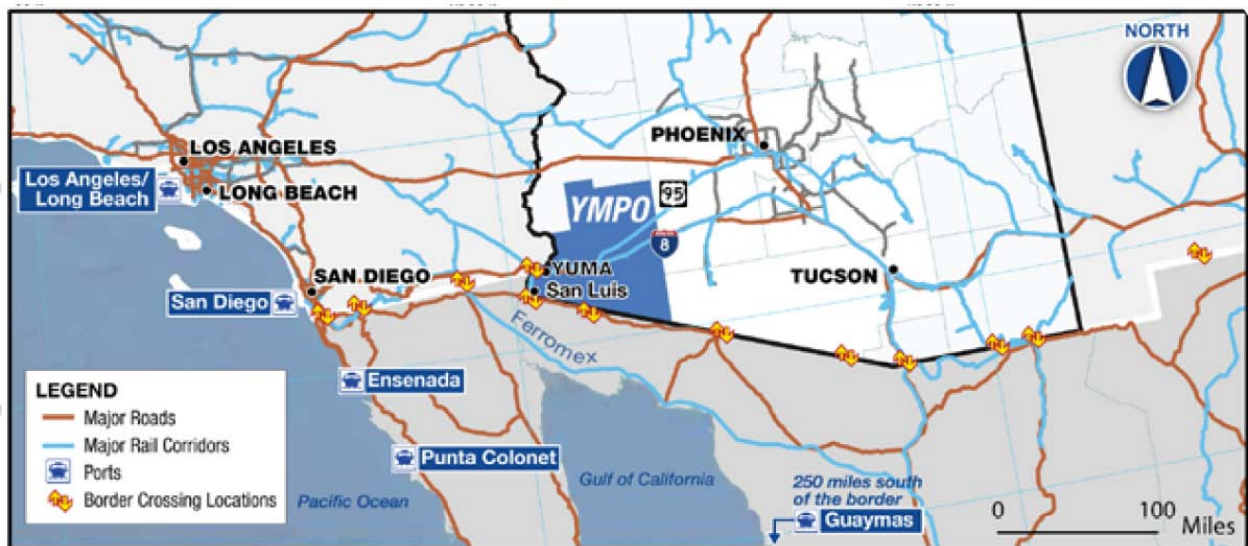 NORTH
PHOENIX
LOS ANGELES
Los Angeles/
Long Beach
LONG BEACH
YMPO
95
8
YUMA
TUCSON
SAN DIEGO
San Luis
San Diego
Ferromex
Ensenada
LEGEND
Major Roads
Major Rail Corridors
Ports
Border Crossing Locations
Punta Colonet
Pacific Ocean
Gulf of California
250 miles south
of the border
Guaymas
0 100
Miles